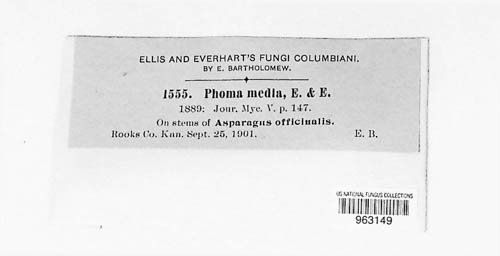 ELLIS AND EVERHART'S FUNGI COLUMBIANI.
BY E. BARTHOLOMEW.
1555. Phoma media, E. & E.
1889: Jour. Myc. V. p. 147.
On stems of Asparagus officinalis.
Rooks Co. Kan. Sept. 25, 1901. E. B.
US NATIONAL FUNGUS COLLECTIONS
963149